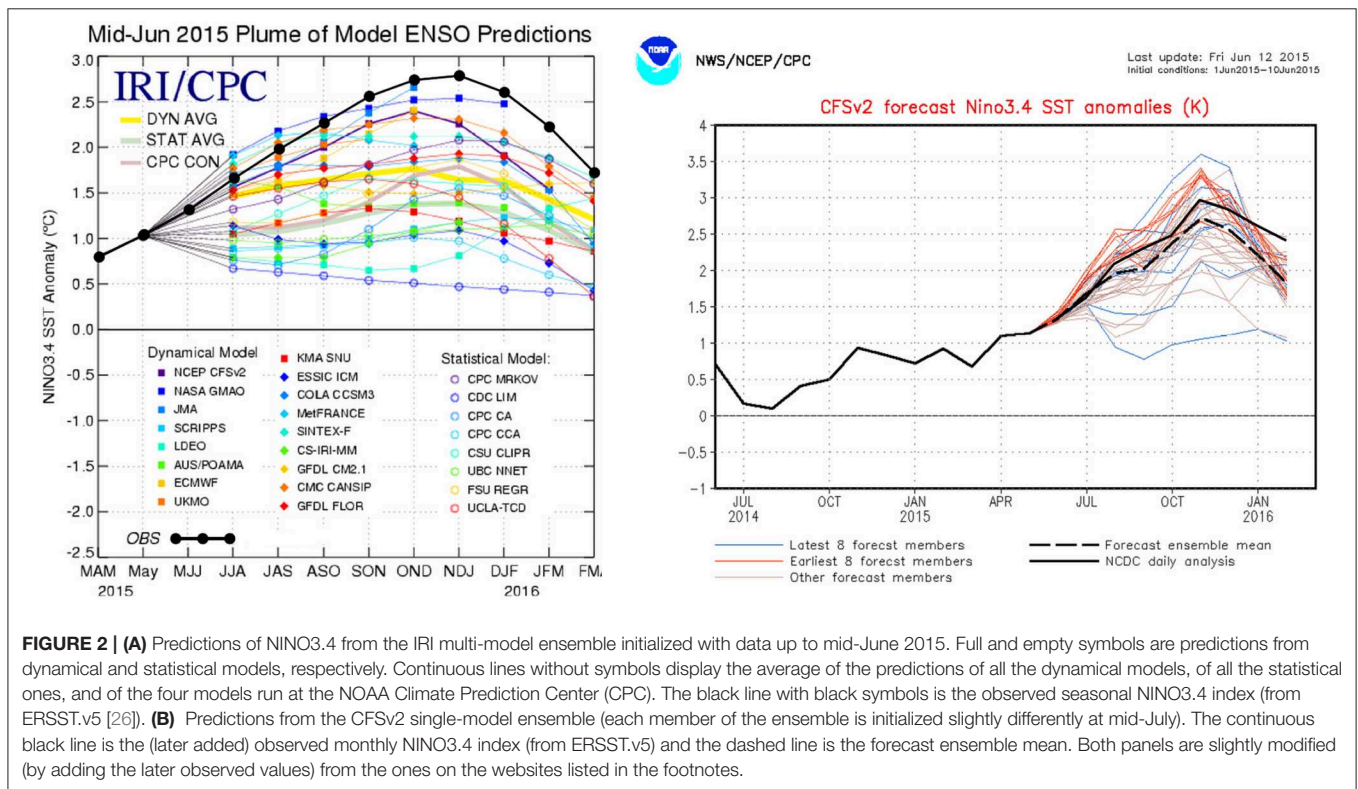 Mid-Jun 2015 Plume of Model ENSO Predictions
3.0
2.5
2.0
1.5
1.0
0.5
0.0
-0.5
-1.0
-1.5
-2.0
-2.5
NINO3.4 SST Anomaly (ºC)
IRI/CPC
DYN AVG
STAT AVG
CPC CON
Dynamical Model
NCEP CFSv2
NASA GMAO
JMA
SCRIPPS
LDEO
AUS/POAMA
ECMWF
UKMO
KMA SNU
ESSIC ICM
COLA CCSM3
MetFRANCE
SINTEX-F
CS-IRI-MM
GFDL CM2.1
CMC CANSIP
GFDL FLOR
Statistical Model:
CPC MRKOV
CDC LIM
CPC CA
CPC CCA
CSU CLIPR
UBC NNET
FSU REGR
UCLA-TCD
OBS
MAM May MJJ JJA JAS ASO SON OND NDJ DJF JFM FMA
2015 2016
NOAA
NWS/NCEP/CPC
Last update: Fri Jun 12 2015
Initial conditions: 1Jun2015-10Jun2015
CFSv2 forecast Nino3.4 SST anomalies (K)
4
3.5
3
2.5
2
1.5
1
0.5
0
-0.5
-1
JUL OCT JAN APR JUL OCT JAN
2014 2015 2016
Latest 8 forecst members
Earliest 8 forecst members
Other forecast members
Forecast ensemble mean
NCDC daily analysis
FIGURE 2 | (A) Predictions of NINO3.4 from the IRI multi-model ensemble initialized with data up to mid-June 2015. Full and empty symbols are predictions from
dynamical and statistical models, respectively. Continuous lines without symbols display the average of the predictions of all the dynamical models, of all the statistical
ones, and of the four models run at the NOAA Climate Prediction Center (CPC). The black line with black symbols is the observed seasonal NINO3.4 index (from
ERSST.v5 [26]). (B) Predictions from the CFSv2 single-model ensemble (each member of the ensemble is initialized slightly differently at mid-July). The continuous
black line is the (later added) observed monthly NINO3.4 index (from ERSST.v5) and the dashed line is the forecast ensemble mean. Both panels are slightly modified
(by adding the later observed values) from the ones on the websites listed in the footnotes.